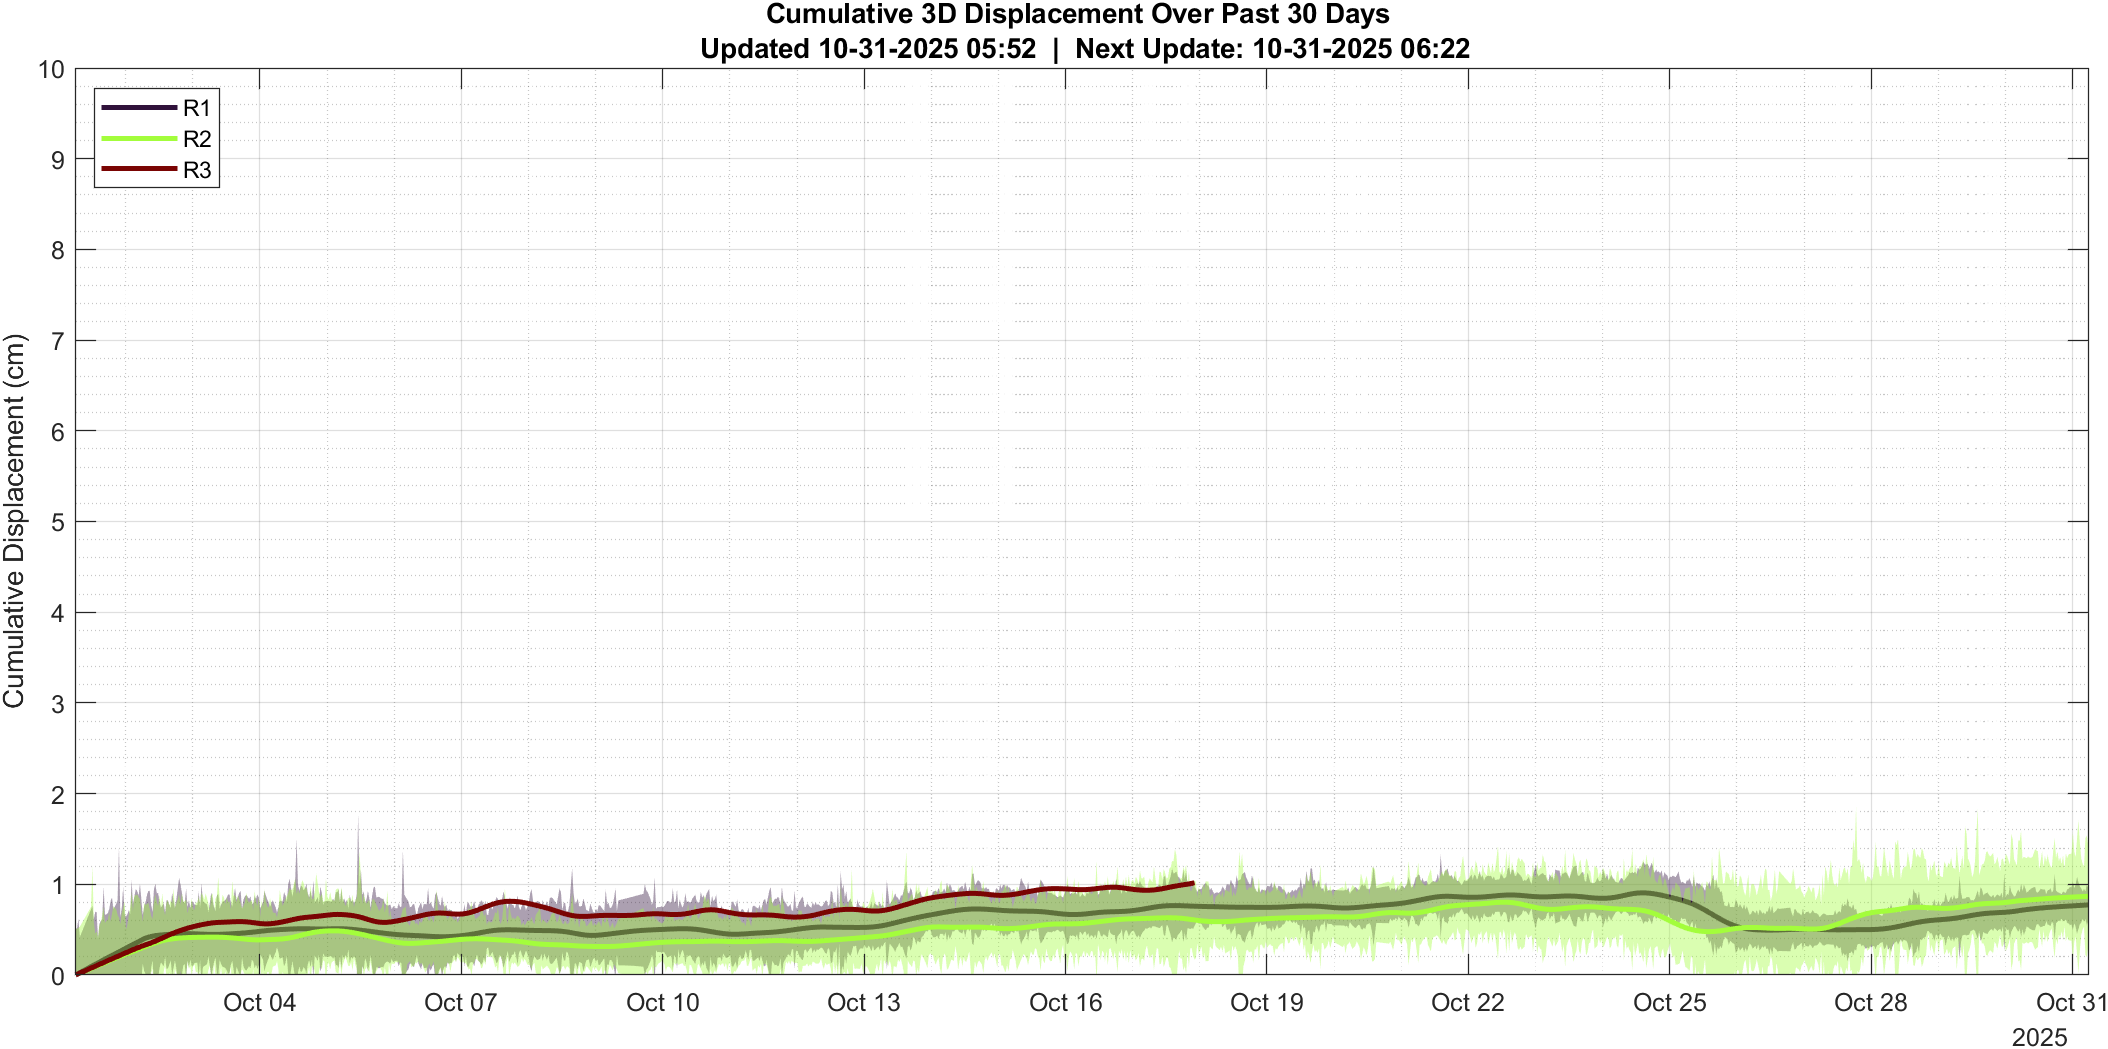 Cumulative 3D Displacement Over Past 30 Days
Updated 10-31-2025 05:52 | Next Update: 10-31-2025 06:22
R1
R2
R3
Cumulative Displacement (cm)
10
9
8
7
6
5
4
3
2
1
0
Oct 04 Oct 07 Oct 10 Oct 13 Oct 16 Oct 19 Oct 22 Oct 25 Oct 28 Oct 31
2025